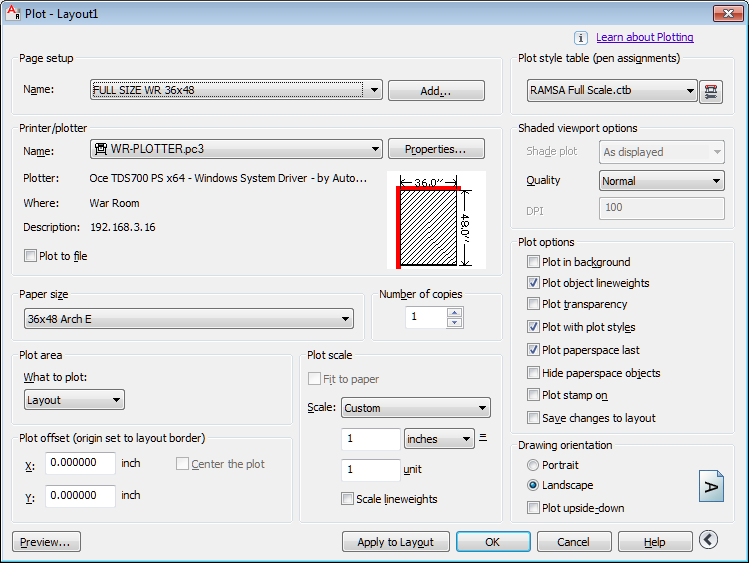 Plot - Layout1
Learn about Plotting
Page setup
Name: FULL SIZE WR 36x48 Add...
Plot style table (pen assignments)
RAMSA Full Scale.ctb
Printer/plotter
Name: WR-PLOTTER.pc3 Properties...
Plotter: Oce TDS700 PS x64 - Windows System Driver - by Auto...
Where: War Room
Description: 192.168.3.16
Plot to file
36.0''
48.0''
Shaded viewport options
Shade plot As displayed
Quality Normal
DPI 100
Paper size
36x48 Arch E
Number of copies
1
Plot options
Plot in background
Plot object lineweights
Plot transparency
Plot with plot styles
Plot paperspace last
Hide paperspace objects
Plot stamp on
Save changes to layout
Plot area
What to plot:
Layout
Plot scale
Fit to paper
Scale: Custom
1 inches =
1 unit
Scale lineweights
Plot offset (origin set to layout border)
X: 0.000000 inch Center the plot
Y: 0.000000 inch
Drawing orientation
Portrait
Landscape
Plot upside-down
A
Preview... Apply to Layout OK Cancel Help